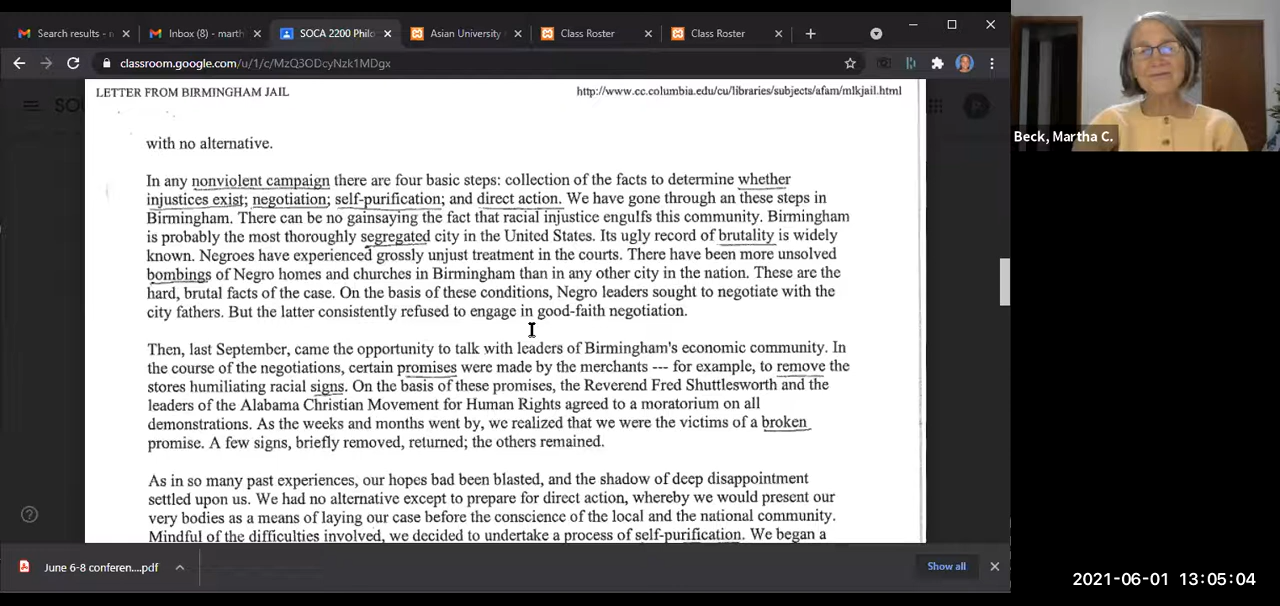 Search results - n
Inbox (8) - marth
SOCA 2200 Philo
Asian University
Class Roster
Class Roster
classroom.google.com/u/1/c/MzQ3ODcyNzk1MDgx
LETTER FROM BIRMINGHAM JAIL
http://www.cc.columbia.edu/cu/libraries/subjects/afam/mlkjail.html
with no alternative.
In any nonviolent campaign there are four basic steps: collection of the facts to determine whether
injustices exist; negotiation; self-purification; and direct action. We have gone through an these steps in
Birmingham. There can be no gainsaying the fact that racial injustice engulfs this community. Birmingham
is probably the most thoroughly segregated city in the United States. Its ugly record of brutality is widely
known. Negroes have experienced grossly unjust treatment in the courts. There have been more unsolved
bombings of Negro homes and churches in Birmingham than in any other city in the nation. These are the
hard, brutal facts of the case. On the basis of these conditions, Negro leaders sought to negotiate with the
city fathers. But the latter consistently refused to engage in good-faith negotiation.
Then, last September, came the opportunity to talk with leaders of Birmingham's economic community. In
the course of the negotiations, certain promises were made by the merchants --- for example, to remove the
stores humiliating racial signs. On the basis of these promises, the Reverend Fred Shuttlesworth and the
leaders of the Alabama Christian Movement for Human Rights agreed to a moratorium on all
demonstrations. As the weeks and months went by, we realized that we were the victims of a broken
promise. A few signs, briefly removed, returned; the others remained.
As in so many past experiences, our hopes bad been blasted, and the shadow of deep disappointment
settled upon us. We had no alternative except to prepare for direct action, whereby we would present our
very bodies as a means of laying our case before the conscience of the local and the national community.
Mindful of the difficulties involved, we decided to undertake a process of self-purification. We began a
June 6-8 conferen....pdf
Show all
Beck, Martha C.
2021-06-01 13:05:04